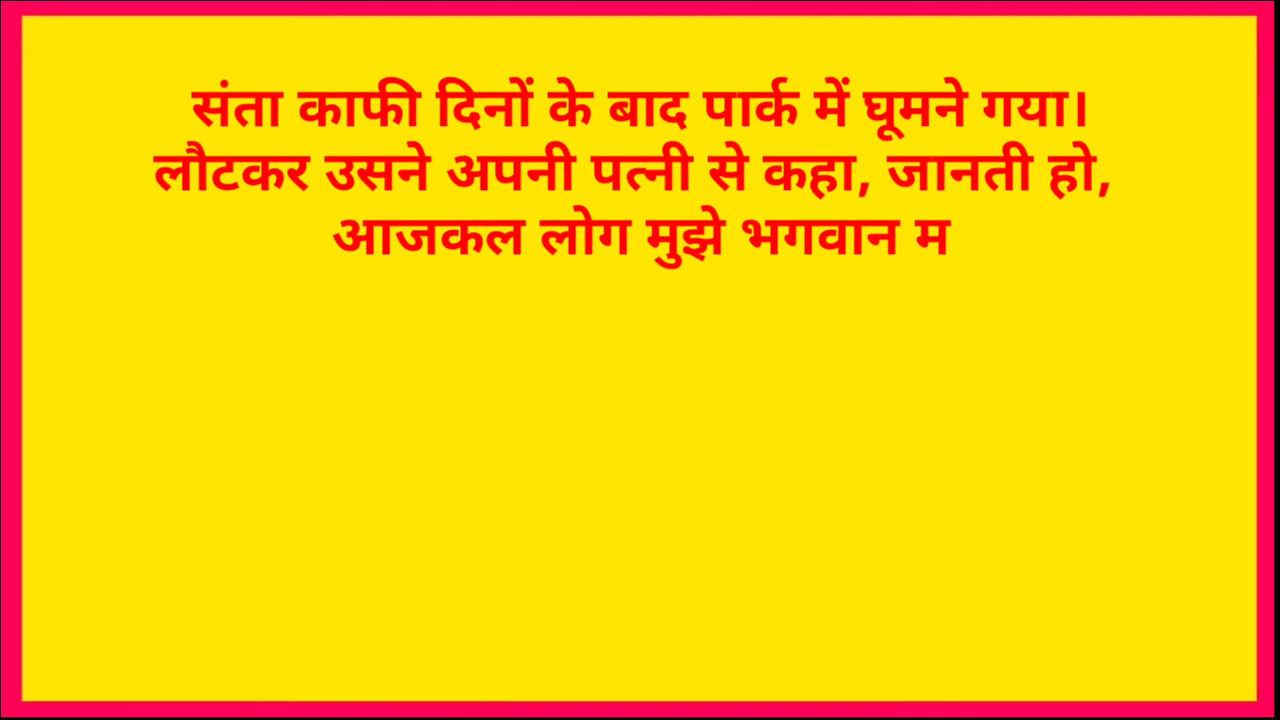 संता काफी दिनों के बाद पार्क में घूमने गया।
लौटकर उसने अपनी पत्नी से कहा, जानती हो,
आजकल लोग मुझे भगवान म